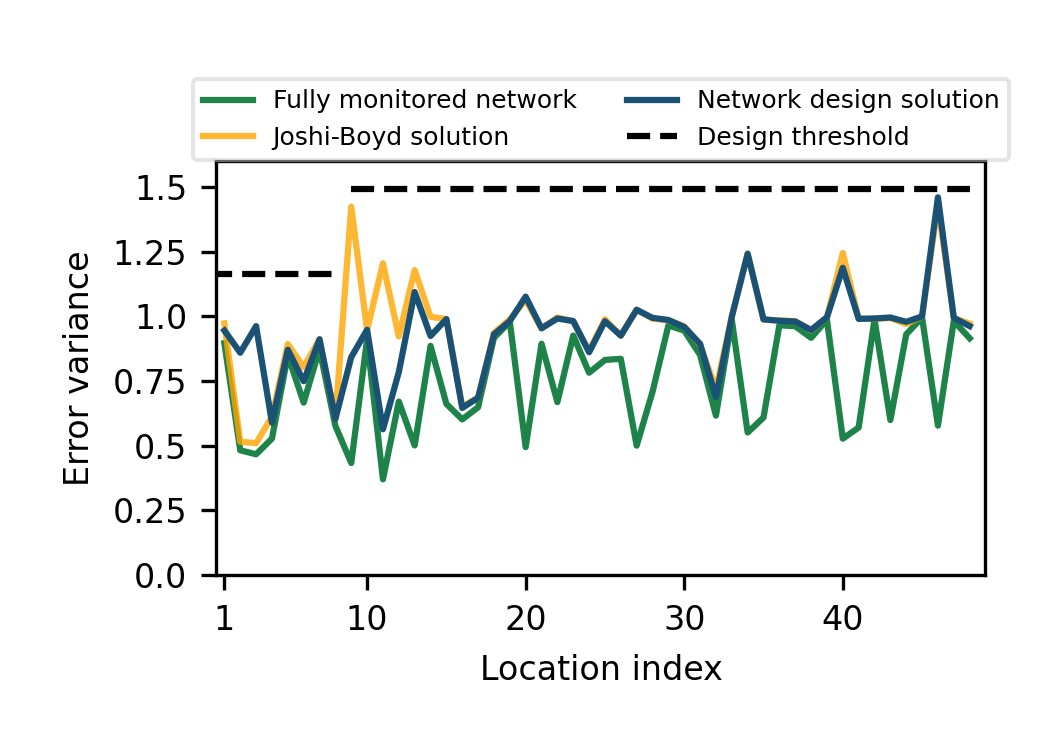 Fully monitored network
Joshi-Boyd solution
Network design solution
Design threshold
Error variance
1.5
1.25
1.0
0.75
0.5
0.25
0.0
1 10 20 30 40
Location index